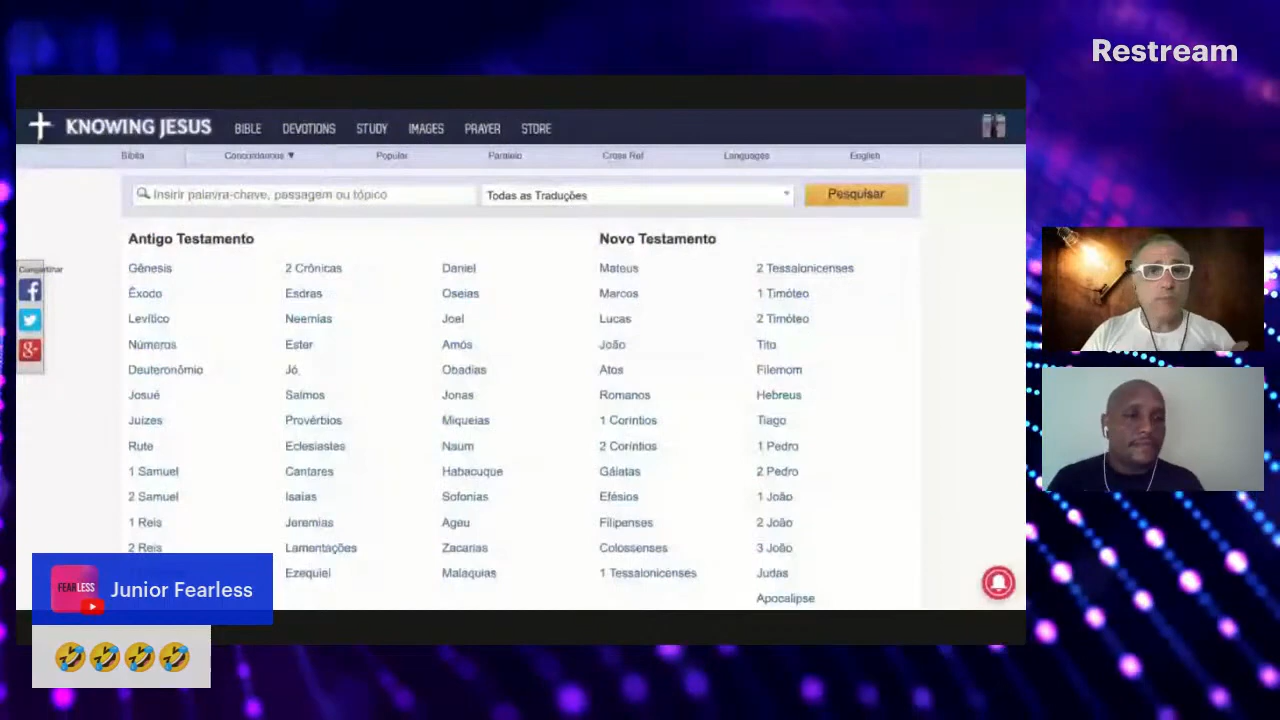 Restream
KNOWING JESUS BIBLE DEVOTIONS STUDY IMAGES PRAYER STORE
Bíblia Concordances ▼ Popular Paralelo Cross Ref Languages English
Insirir palavra-chave, passagem ou tópico Todas as Traduções Pesquisar
Antigo Testamento Novo Testamento
Compartilhar
Gênesis 2 Crônicas Daniel Mateus 2 Tessalonicenses
Êxodo Esdras Oseias Marcos 1 Timóteo
Levítico Neemias Joel Lucas 2 Timóteo
Números Ester Amós João Tito
Deuteronômio Jó Obadias Atos Filemom
Josué Salmos Jonas Romanos Hebreus
Juízes Provérbios Miqueias 1 Coríntios Tiago
Rute Eclesiastes Naum 2 Coríntios 1 Pedro
1 Samuel Cantares Habacuque Gálatas 2 Pedro
2 Samuel Isaías Sofonias Efésios 1 João
1 Reis Jeremias Ageu Filipenses 2 João
2 Reis Lamentações Zacarias Colossenses 3 João
Ezequiel Malaquias 1 Tessalonicenses Judas
Apocalipse
FEARLESS Junior Fearless
🤣🤣🤣🤣